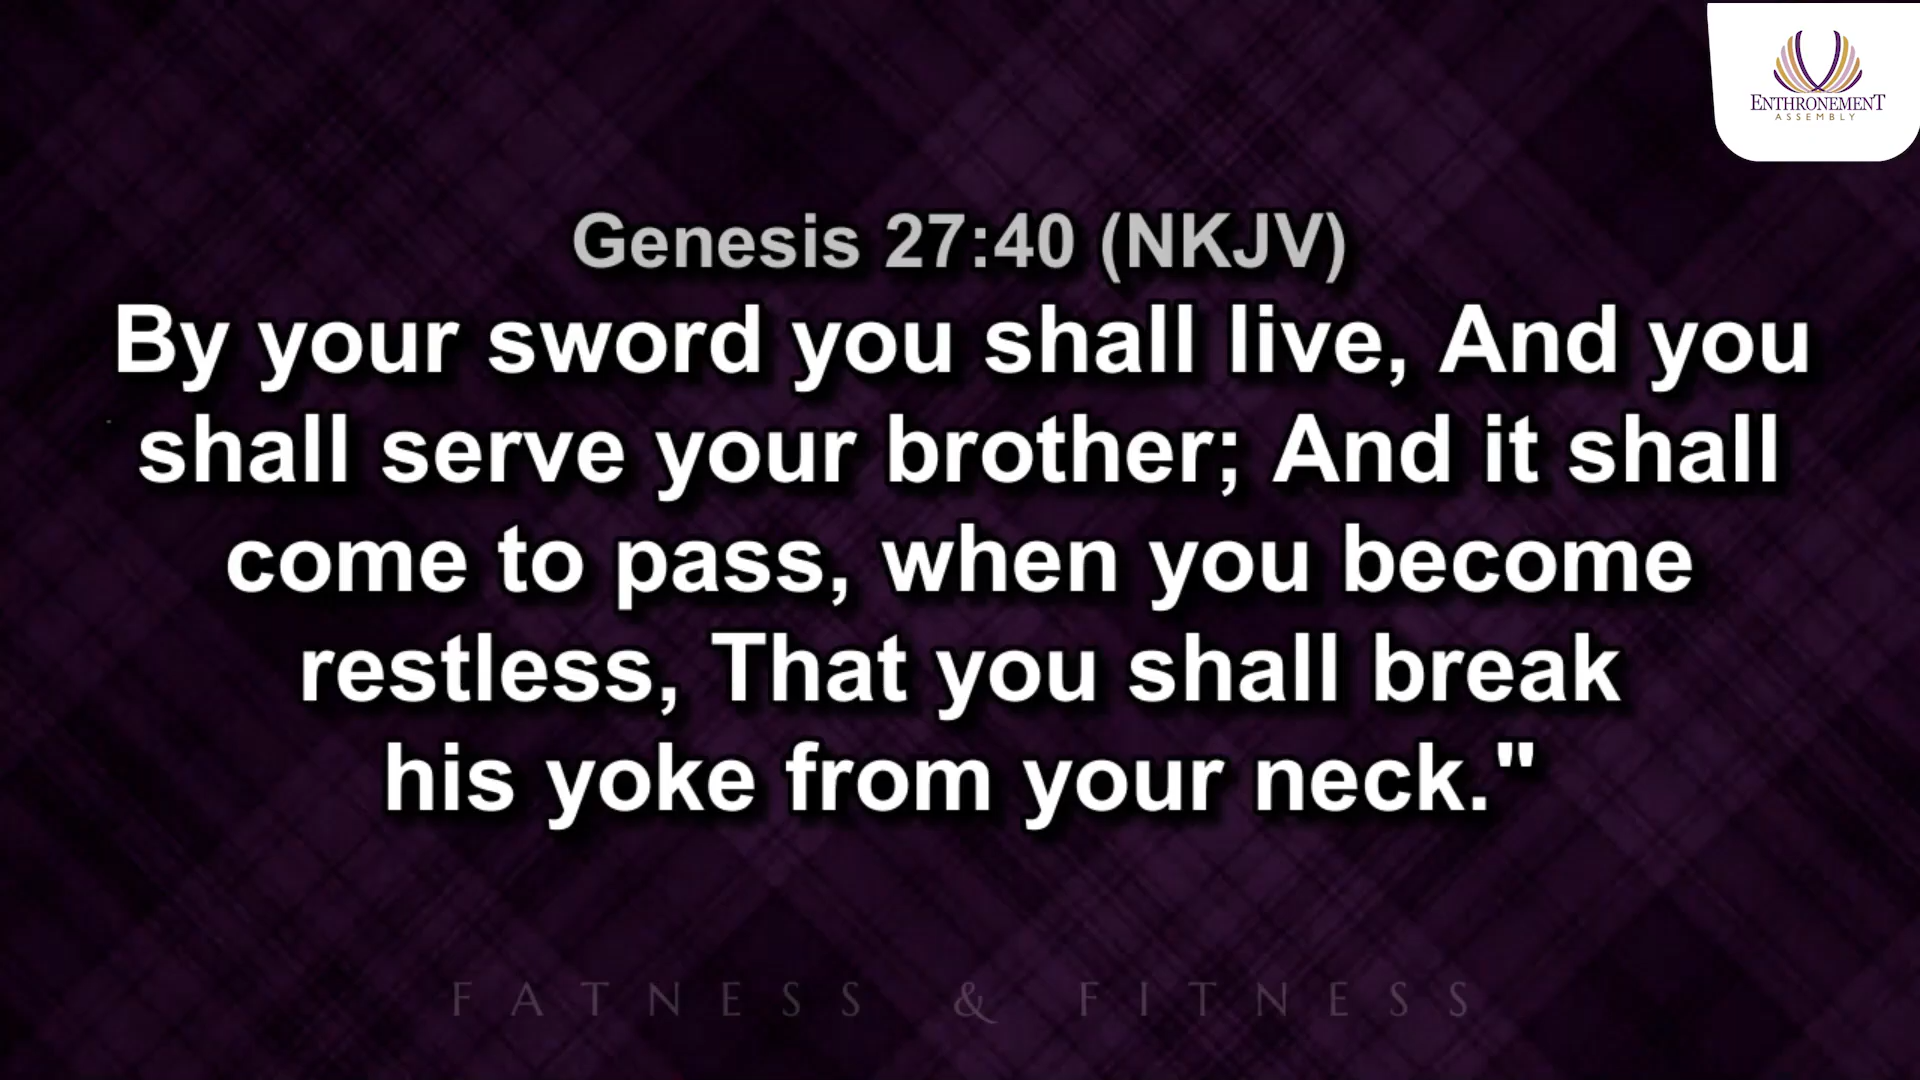 ENTHRONEMENT
ASSEMBLY
Genesis 27:40 (NKJV)
By your sword you shall live, And you
shall serve your brother; And it shall
come to pass, when you become
restless, That you shall break
his yoke from your neck."
FATNESS & FITNESS